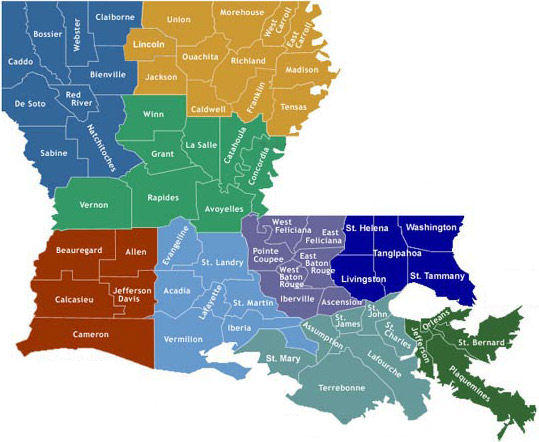 Claiborne
Union
Morehouse
West
Carroll
East
Carroll
Bossier
Webster
Lincoln
Ouachita
Richland
Caddo
Bienville
Jackson
Madison
De Soto
Red
River
Caldwell
Franklin
Tensas
Winn
Natchitoches
La Salle
Catahoula
Concordia
Sabine
Grant
Vernon
Rapides
Avoyelles
West
Feliciana
East
Feliciana
St. Helena
Washington
Evangeline
Beauregard
Allen
Pointe
Coupee
East
Baton
Rouge
Tangipahoa
St. Landry
West
Baton
Rouge
Livingston
St. Tammany
Calcasieu
Jefferson
Davis
Acadia
Lafayette
St. Martin
Iberville
Ascension
Cameron
Vermilion
Iberia
Assumption
St.
James
St.
John
St.
Charles
Orleans
Jefferson
St. Bernard
St. Mary
Lafourche
Plaquemines
Terrebonne